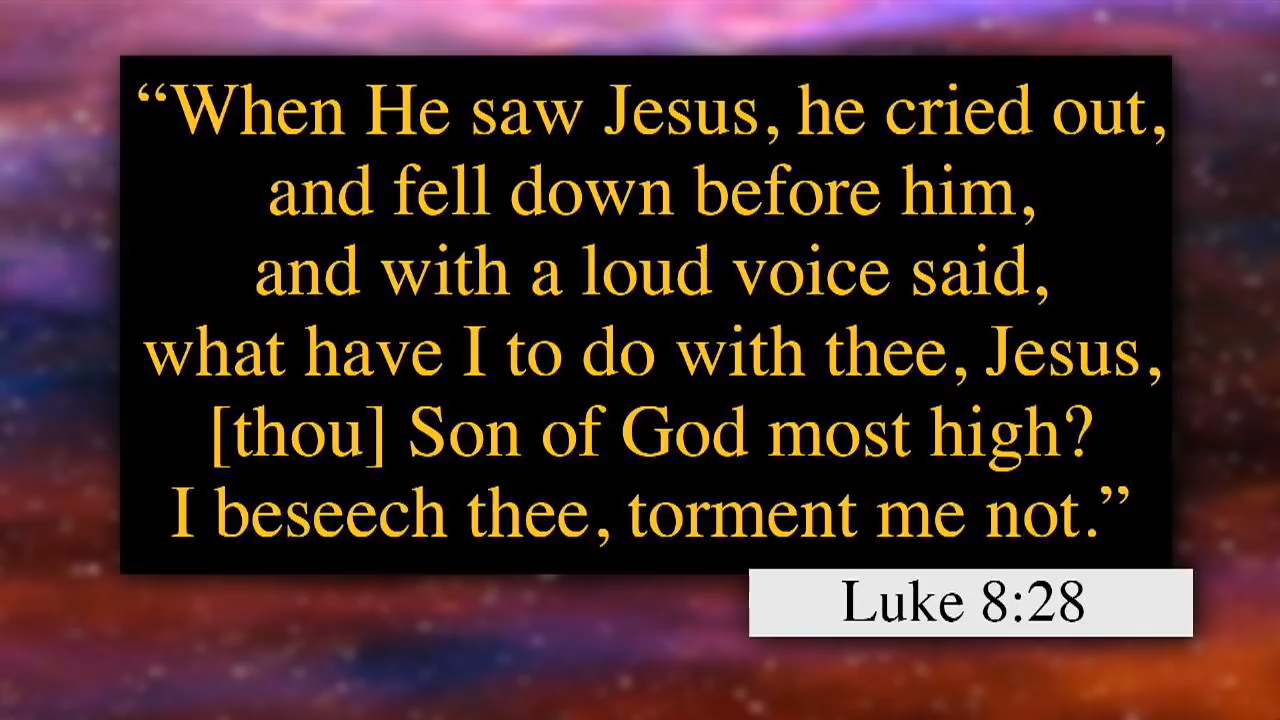 “When He saw Jesus, he cried out,
and fell down before him,
and with a loud voice said,
what have I to do with thee, Jesus,
[thou] Son of God most high?
I beseech thee, torment me not.”
Luke 8:28